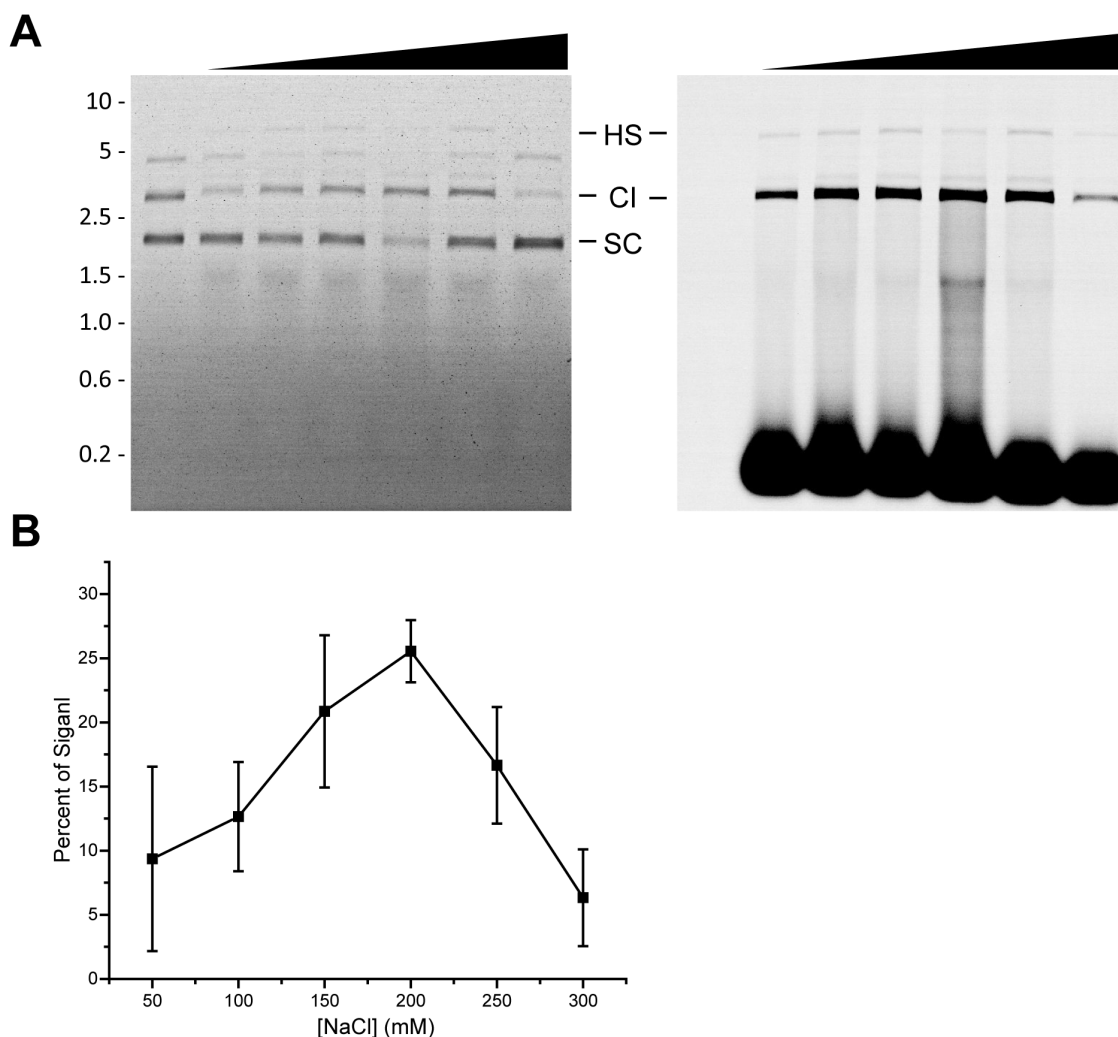 A
10 -
5 -
2.5 -
1.5 -
1.0 -
0.6 -
0.2 -
– HS –
– CI –
– SC
B
Percent of Siganl
30
25
20
15
10
5
0
50 100 150 200 250 300
[NaCl] (mM)